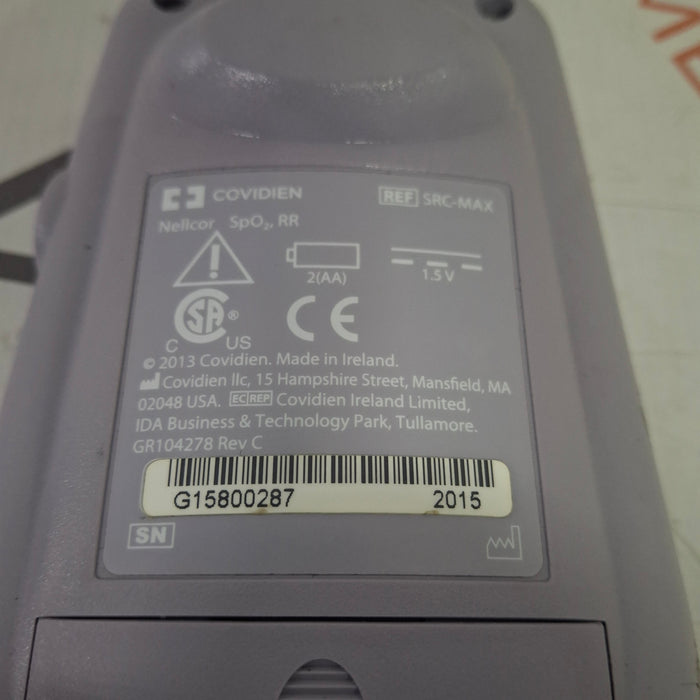 COVIDIEN REF SRC-MAX
Nellcor SpO₂, RR
2(AA) 1.5 V
CSA®
C US
CE
© 2013 Covidien. Made in Ireland.
Covidien llc, 15 Hampshire Street, Mansfield, MA
02048 USA. EC REP Covidien Ireland Limited,
IDA Business & Technology Park, Tullamore.
GR104278 Rev C
G15800287 2015
SN